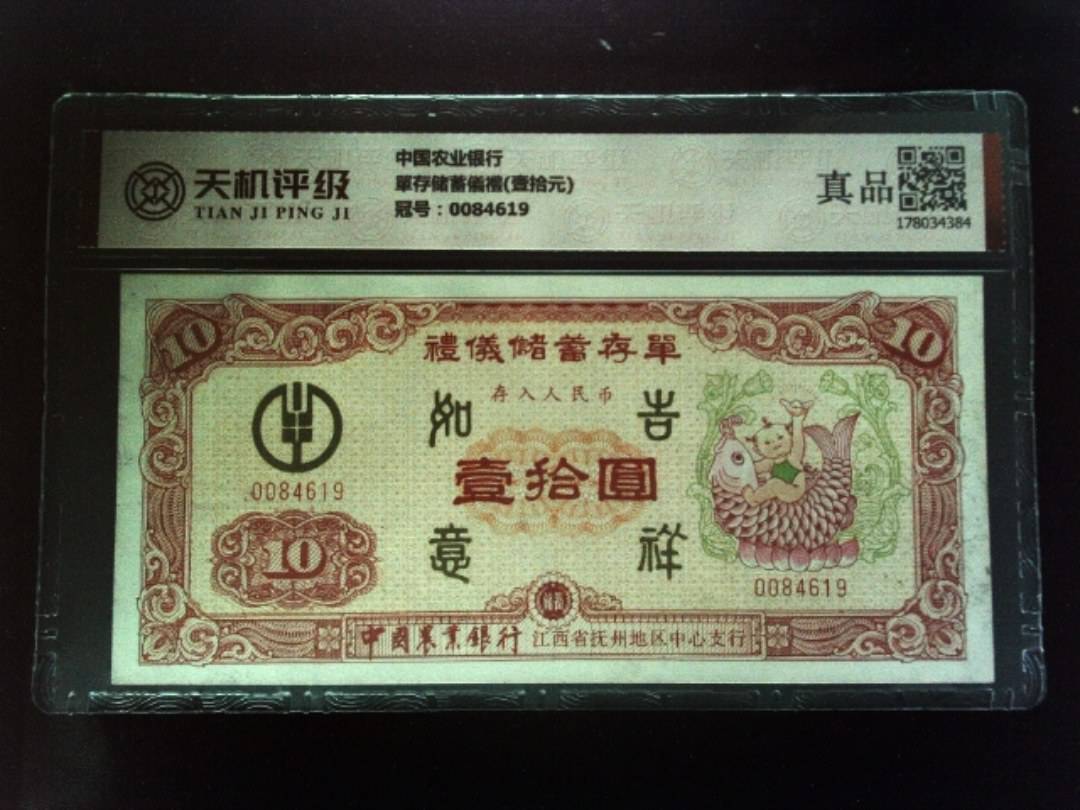 天机评级
TIAN JI PING JI
中国农业银行
單存储蓄儀禮(壹拾元)
冠号：0084619
真品
178034384
10
10
禮儀儲蓄存單
存入人民币
如
吉
壹拾圓
0084619
10
意
祥
0084619
中國農業銀行 江西省抚州地区中心支行